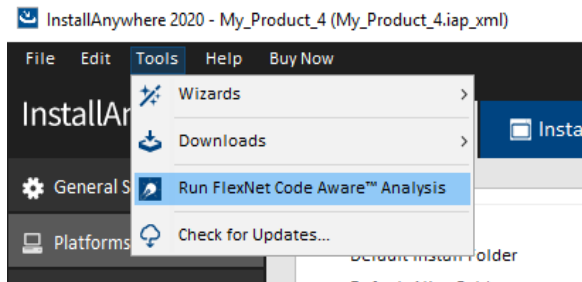 InstallAnywhere 2020 - My_Product_4 (My_Product_4.iap_xml)
File Edit Tools Help Buy Now
InstallAn
Wizards
Insta
Downloads
General S
Run FlexNet Code Aware™ Analysis
Platforms
Check for Updates...
Default Install Folder